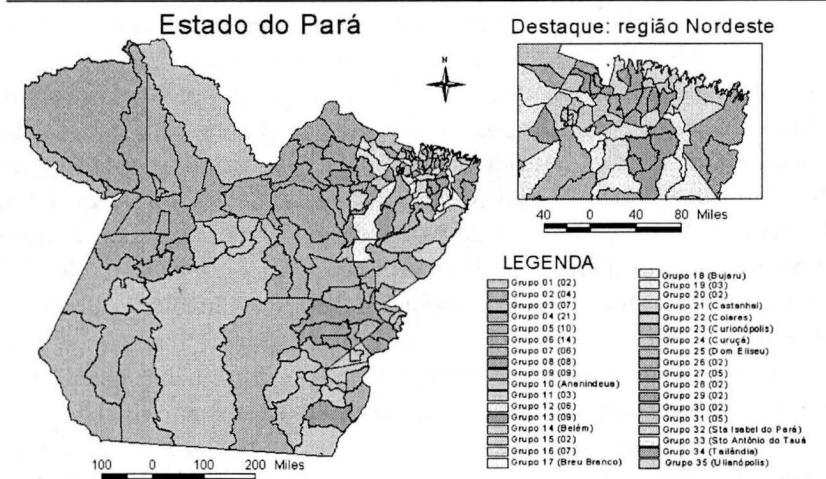 Estado do Pará
Destaque: região Nordeste
N
40 0 40 80 Miles
LEGENDA
Grupo 01 (02)
Grupo 02 (04)
Grupo 03 (07)
Grupo 04 (21)
Grupo 05 (10)
Grupo 06 (14)
Grupo 07 (06)
Grupo 08 (08)
Grupo 09 (09)
Grupo 10 (Ananindeua)
Grupo 11 (03)
Grupo 12 (06)
Grupo 13 (09)
Grupo 14 (Belém)
Grupo 15 (02)
Grupo 16 (07)
Grupo 17 (Breu Branco)
Grupo 18 (Bujaru)
Grupo 19 (03)
Grupo 20 (02)
Grupo 21 (Castanhal)
Grupo 22 (Colares)
Grupo 23 (Curionópolis)
Grupo 24 (Curuçá)
Grupo 25 (Dom Eliseu)
Grupo 26 (02)
Grupo 27 (05)
Grupo 28 (02)
Grupo 29 (02)
Grupo 30 (02)
Grupo 31 (05)
Grupo 32 (Sta Isabel do Pará)
Grupo 33 (Sto Antônio do Tauá
Grupo 34 (Tailândia)
Grupo 35 (Ulianópolis)
100 0 100 200 Miles